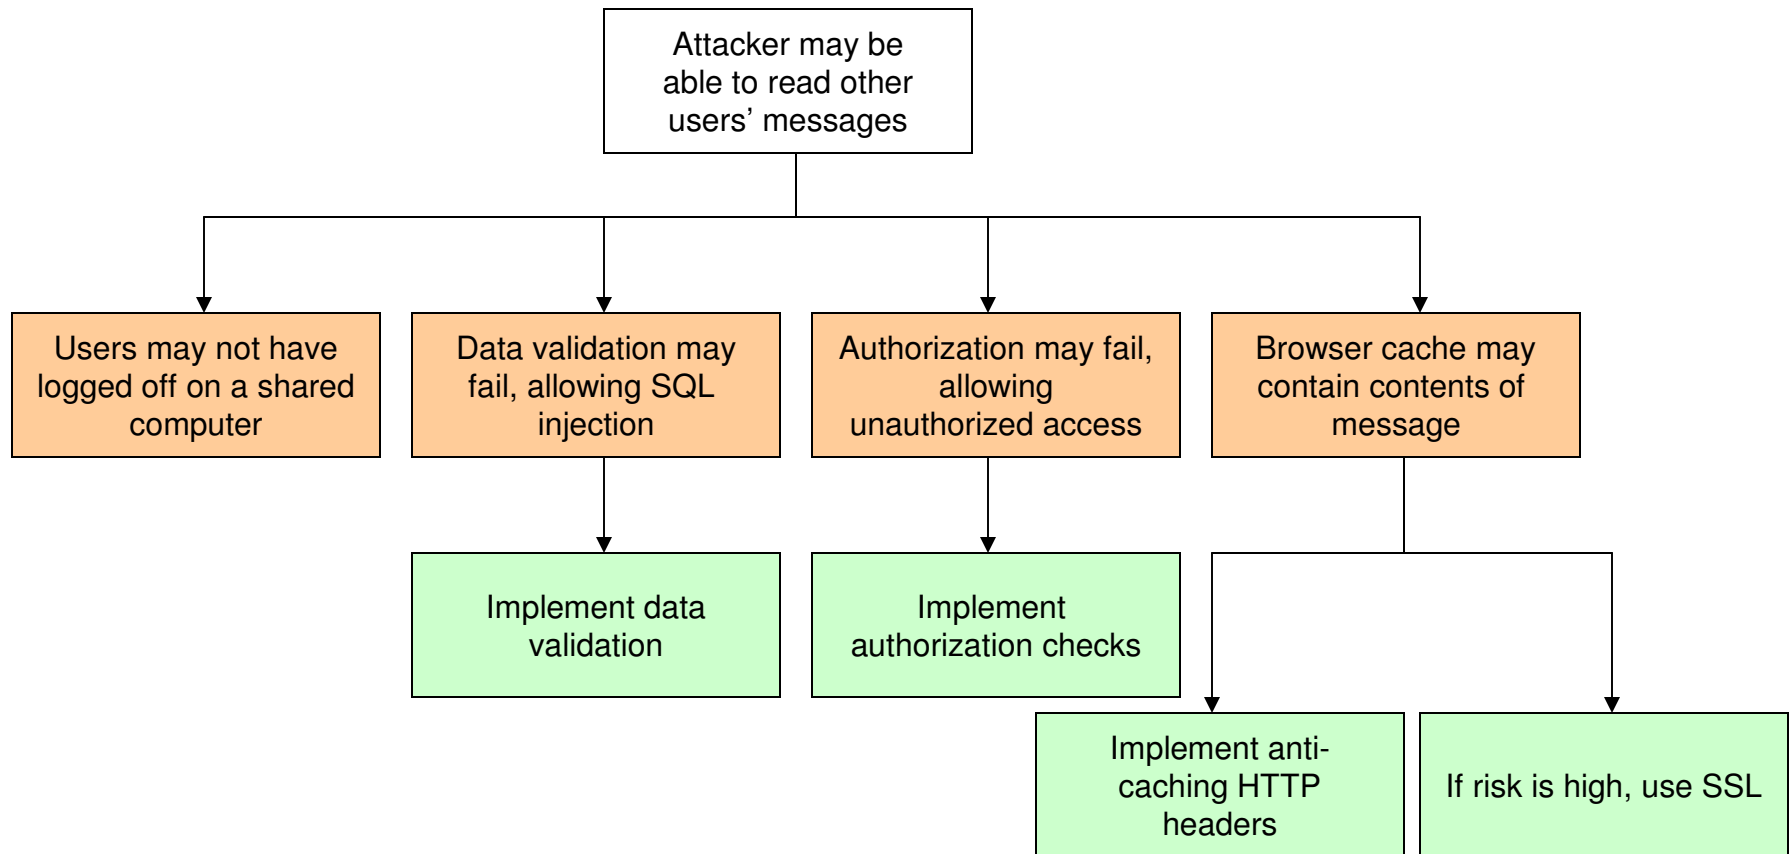 Attacker may be
able to read other
users’ messages
Users may not have
logged off on a shared
computer
Data validation may
fail, allowing SQL
injection
Authorization may fail,
allowing
unauthorized access
Browser cache may
contain contents of
message
Implement data
validation
Implement
authorization checks
Implement anti-
caching HTTP
headers
If risk is high, use SSL